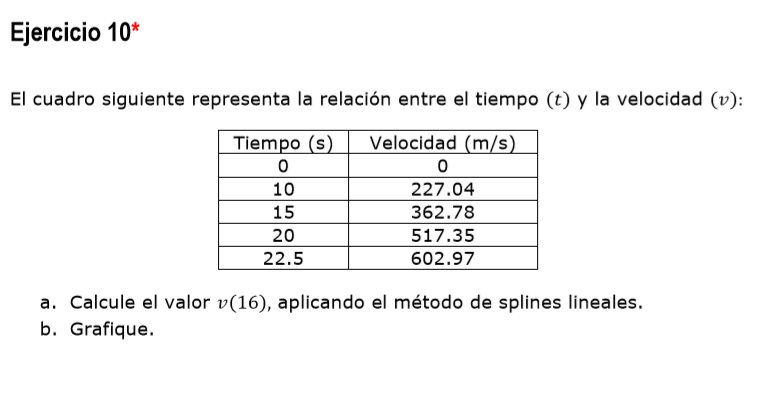 Ejercicio 10*
El cuadro siguiente representa la relación entre el tiempo (t) y la velocidad (v):
Tiempo (s) Velocidad (m/s)
0 0
10 227.04
15 362.78
20 517.35
22.5 602.97
a. Calcule el valor v(16), aplicando el método de splines lineales.
b. Grafique.